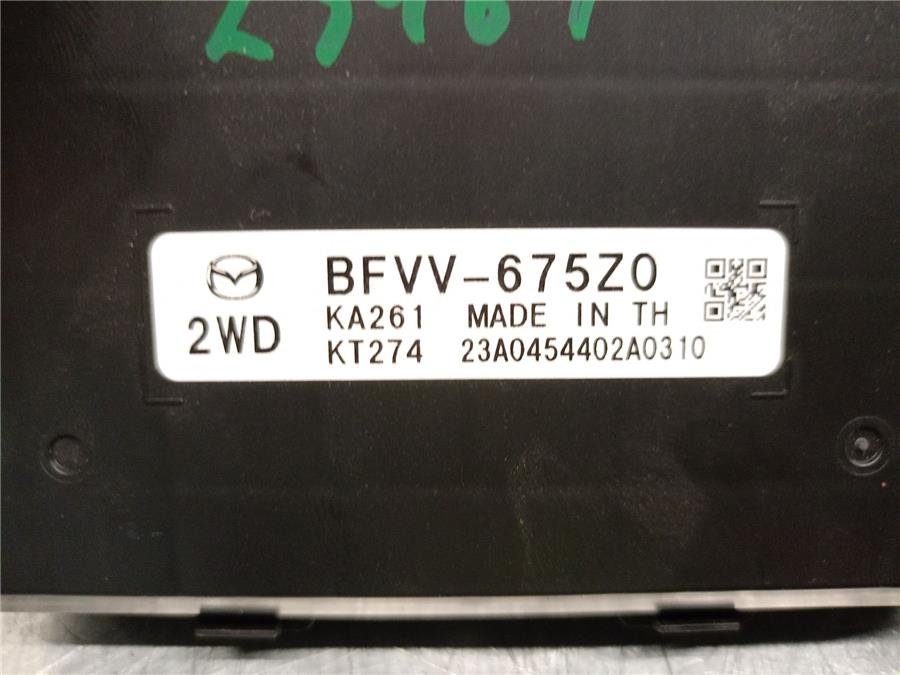 BFVV-675Z0
2WD
KA261 MADE IN TH
KT274 23A0454402A0310